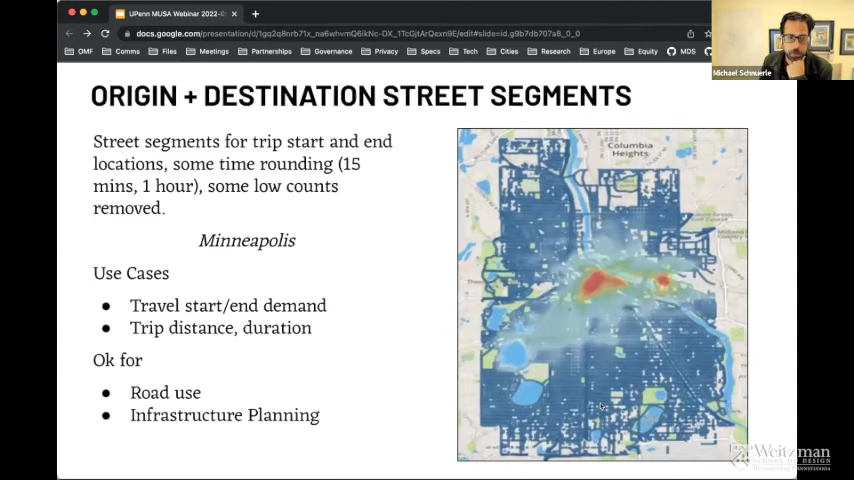 UPenn MUSA Webinar 2022-0
docs.google.com/presentation/d/1gq2q8nrb71x_na6whvmQ6ikNc-DX_1TcGjtArQexn9E/edit#slide=id.g9b7db707a8_0_0
OMF Comms Files Meetings Partnerships Governance Privacy Specs Tech Cities Research Europe Equity MDS
Michael Schnuerle
ORIGIN + DESTINATION STREET SEGMENTS
Street segments for trip start and end
locations, some time rounding (15
mins, 1 hour), some low counts
removed.
Minneapolis
Use Cases
● Travel start/end demand
● Trip distance, duration
Ok for
● Road use
● Infrastructure Planning
Columbia
Heights
Weitzman
SCHOOL OF DESIGN